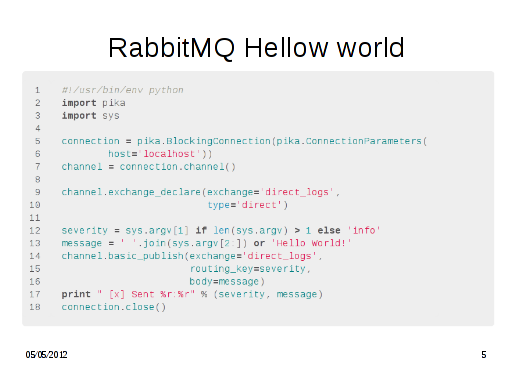 RabbitMQ Hellow world
1 #!/usr/bin/env python
2 import pika
3 import sys
4
5 connection = pika.BlockingConnection(pika.ConnectionParameters(
6 host='localhost'))
7 channel = connection.channel()
8
9 channel.exchange_declare(exchange='direct_logs',
10 type='direct')
11
12 severity = sys.argv[1] if len(sys.argv) > 1 else 'info'
13 message = ' '.join(sys.argv[2:]) or 'Hello World!'
14 channel.basic_publish(exchange='direct_logs',
15 routing_key=severity,
16 body=message)
17 print " [x] Sent %r:%r" % (severity, message)
18 connection.close()
05/05/2012
5